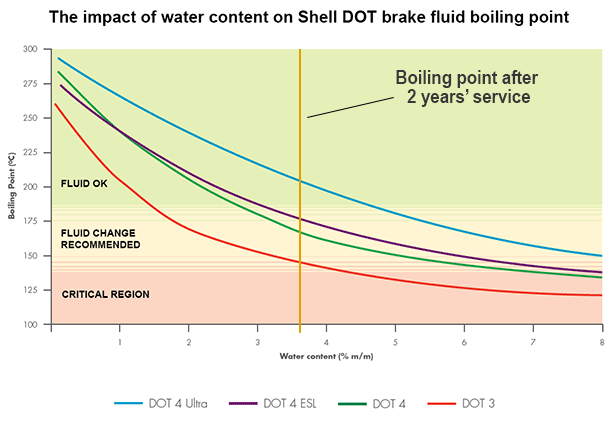 The impact of water content on Shell DOT brake fluid boiling point
300
275
250
225
200
175
150
125
100
Boiling Point (ºC)
Boiling point after
2 years' service
FLUID OK
FLUID CHANGE
RECOMMENDED
CRITICAL REGION
1 2 3 4 5 6 7 8
Water content (% m/m)
DOT 4 Ultra DOT 4 ESL DOT 4 DOT 3